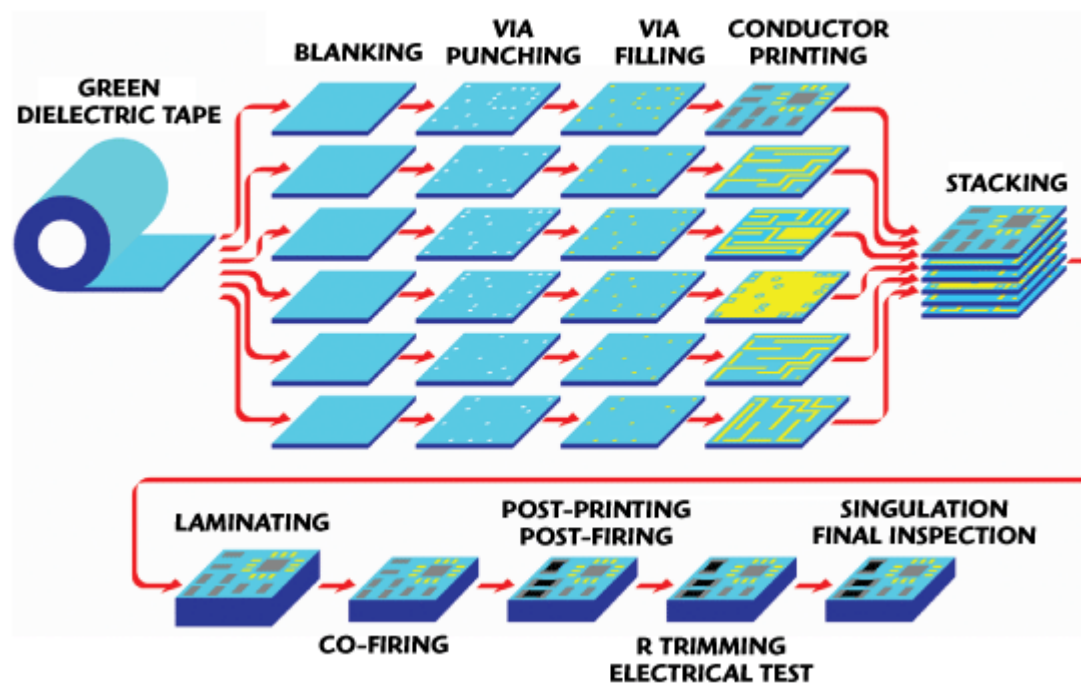 GREEN
DIELECTRIC TAPE
BLANKING
VIA
PUNCHING
VIA
FILLING
CONDUCTOR
PRINTING
STACKING
LAMINATING
CO-FIRING
POST-PRINTING
POST-FIRING
R TRIMMING
ELECTRICAL TEST
SINGULATION
FINAL INSPECTION